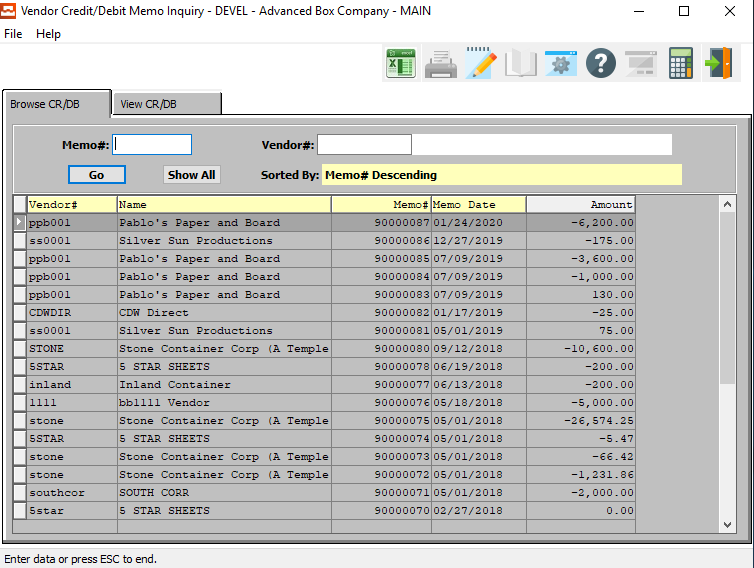 Vendor Credit/Debit Memo Inquiry - DEVEL - Advanced Box Company - MAIN
File Help
excel
Browse CR/DB View CR/DB
Memo#: Vendor#:
Go Show All Sorted By: Memo# Descending
Vendor# Name Memo# Memo Date Amount
ppb001 Pablo's Paper and Board 90000087 01/24/2020 -6,200.00
ss0001 Silver Sun Productions 90000086 12/27/2019 -175.00
ppb001 Pablo's Paper and Board 90000085 07/09/2019 -3,600.00
ppb001 Pablo's Paper and Board 90000084 07/09/2019 -1,000.00
ppb001 Pablo's Paper and Board 90000083 07/09/2019 130.00
CDWDIR CDW Direct 90000082 01/17/2019 -25.00
ss0001 Silver Sun Productions 90000081 05/01/2019 75.00
STONE Stone Container Corp (A Temple 90000080 09/12/2018 -10,600.00
5STAR 5 STAR SHEETS 90000078 06/19/2018 -200.00
inland Inland Container 90000077 06/13/2018 -200.00
1111 bb1111 Vendor 90000076 05/18/2018 -5,000.00
stone Stone Container Corp (A Temple 90000075 05/01/2018 -26,574.25
5STAR 5 STAR SHEETS 90000074 05/01/2018 -5.47
stone Stone Container Corp (A Temple 90000073 05/01/2018 -66.42
stone Stone Container Corp (A Temple 90000072 05/01/2018 -1,231.86
southcor SOUTH CORR 90000071 05/01/2018 -2,000.00
5star 5 STAR SHEETS 90000070 02/27/2018 0.00
Enter data or press ESC to end.